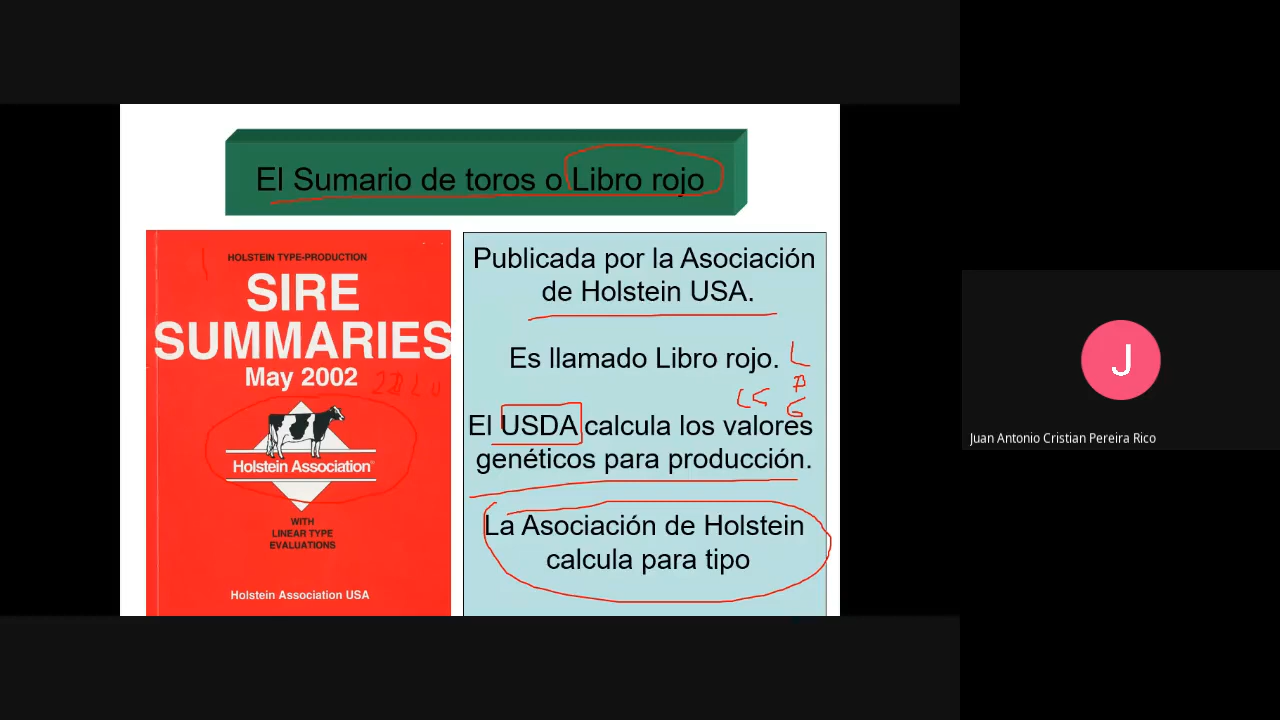 El Sumario de toros o Libro rojo
HOLSTEIN TYPE-PRODUCTION
SIRE
SUMMARIES
May 2002
Holstein Association
WITH
LINEAR TYPE
EVALUATIONS
Holstein Association USA
Publicada por la Asociación
de Holstein USA.
Es llamado Libro rojo. L
P
G
El USDA calcula los valores
genéticos para producción.
La Asociación de Holstein
calcula para tipo
J
Juan Antonio Cristian Pereira Rico